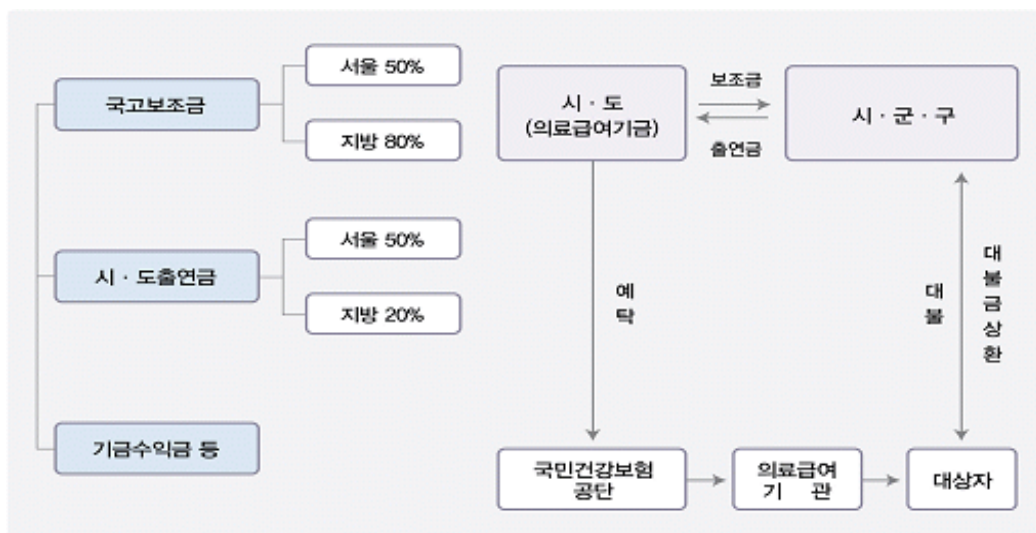 국고보조금
서울 50%
지방 80%
시 · 도출연금
서울 50%
지방 20%
기금수익금 등
시 · 도
(의료급여기금)
보조금
출연금
시 · 군 · 구
예
탁
대
불
대
불
금
상
환
국민건강보험
공단
의료급여
기 관
대상자